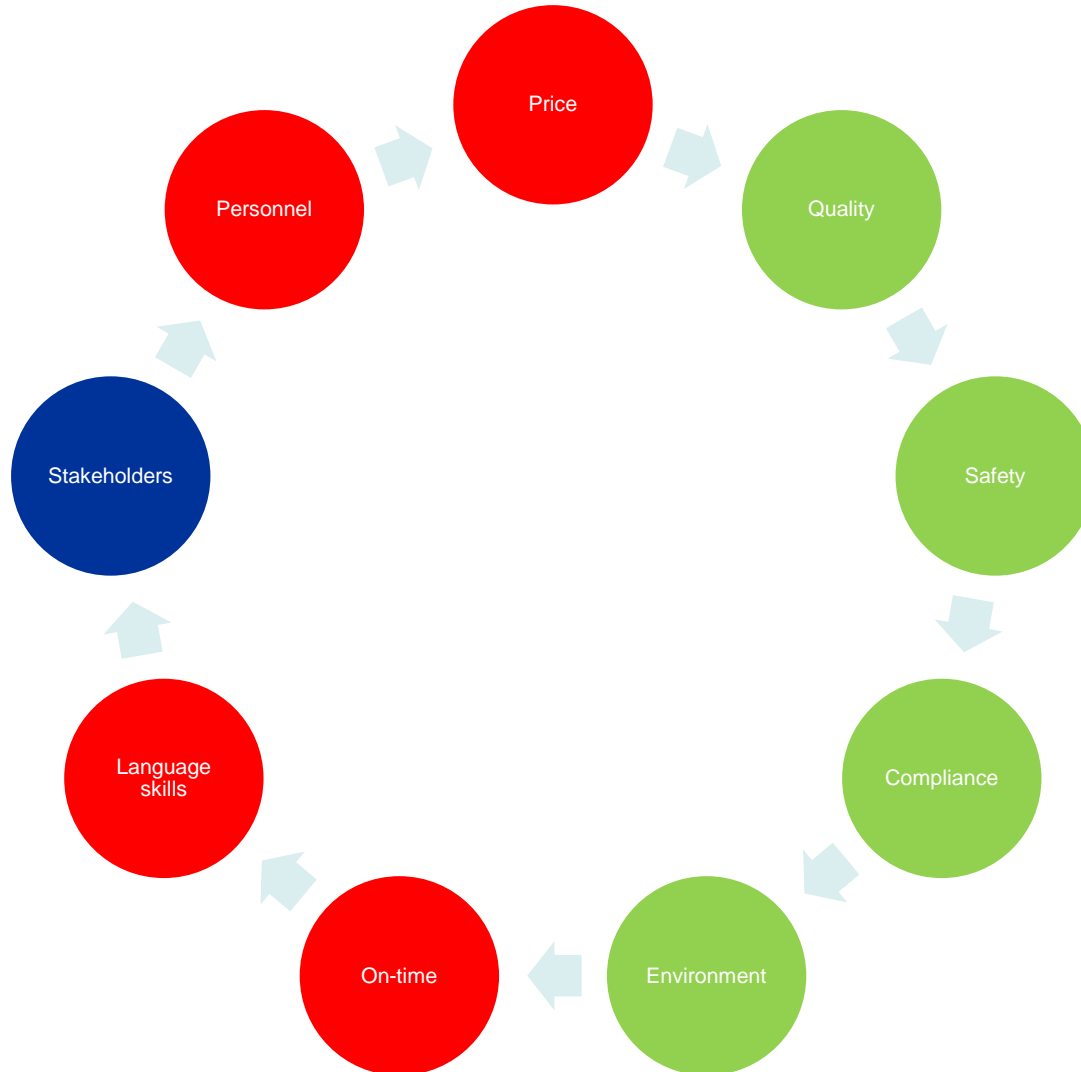 Price
Quality
Safety
Compliance
Environment
On-time
Language
skills
Stakeholders
Personnel